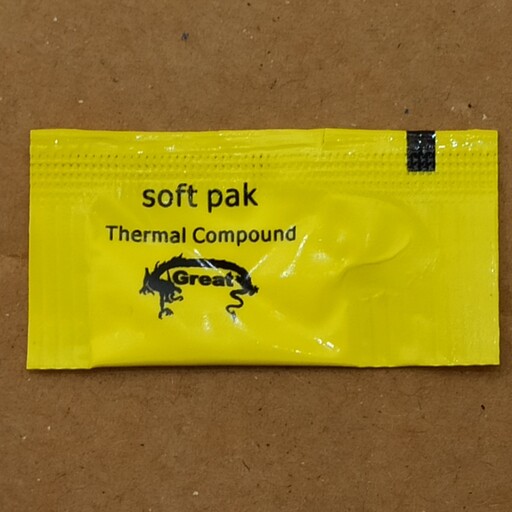 soft pak
Thermal Compound
Great